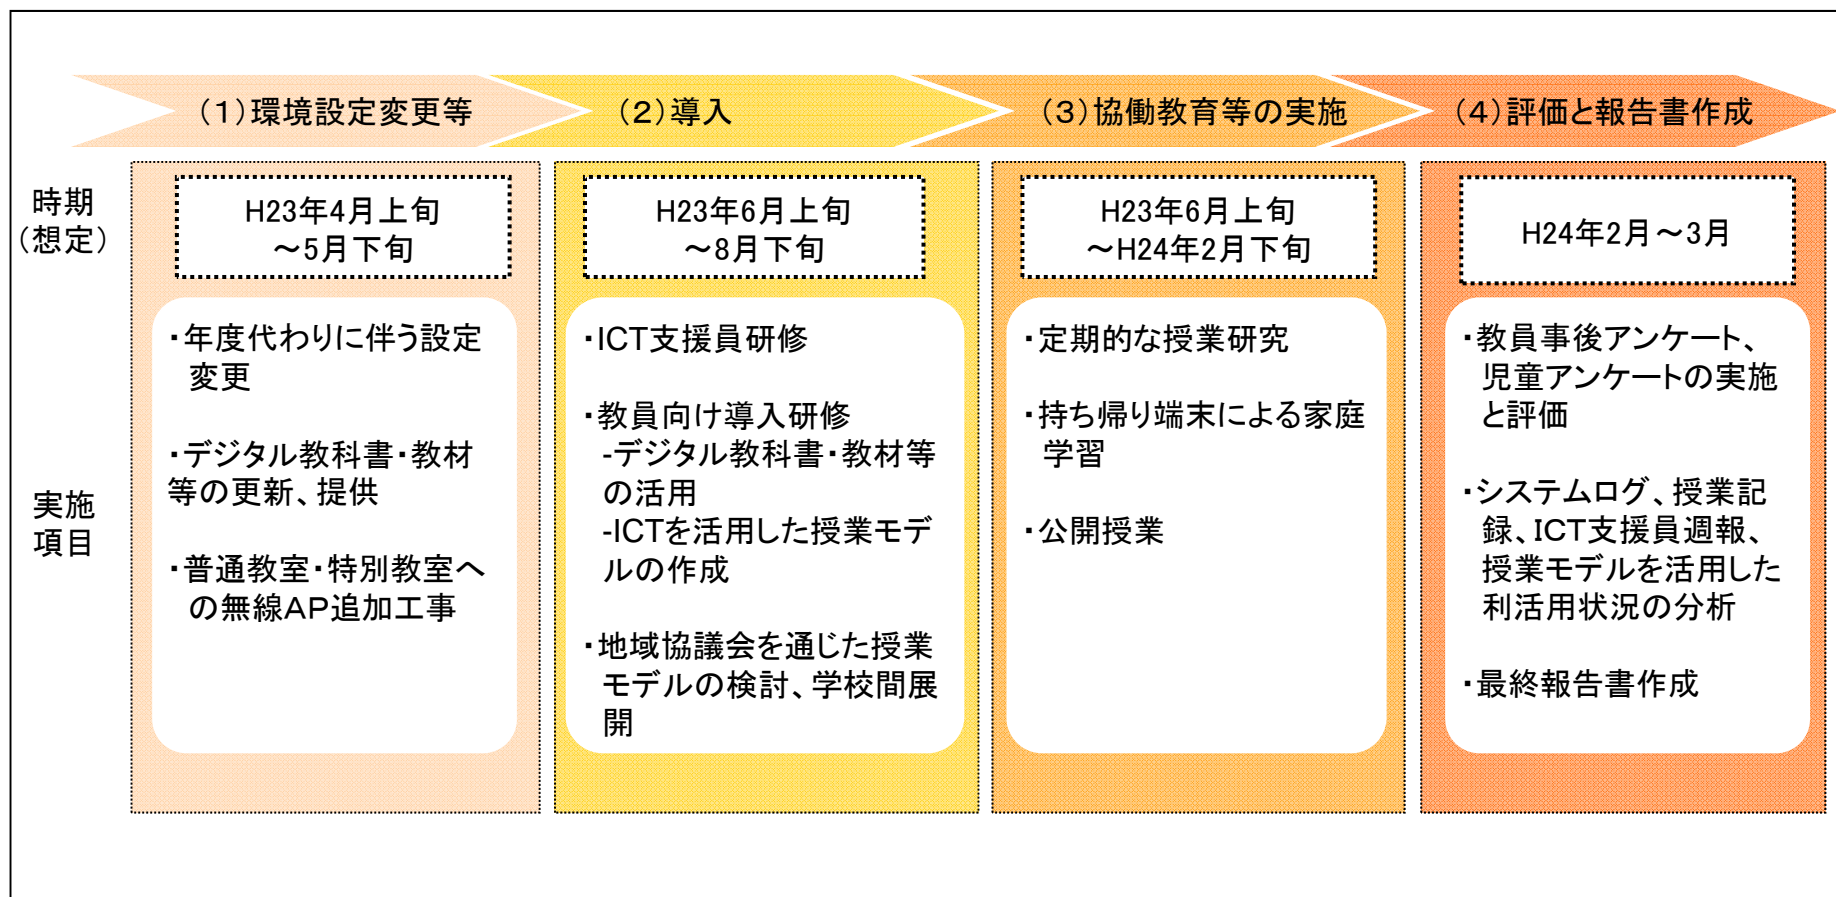 (1)環境設定変更等
(2)導入
(3)協働教育等の実施
(4)評価と報告書作成
時期
(想定)
H23年4月上旬
～5月下旬
H23年6月上旬
～8月下旬
H23年6月上旬
～H24年2月下旬
H24年2月～3月
実施
項目
・年度代わりに伴う設定
変更
・デジタル教科書・教材
等の更新、提供
・普通教室・特別教室へ
の無線AP追加工事
・ICT支援員研修
・教員向け導入研修
-デジタル教科書・教材等
の活用
-ICTを活用した授業モデ
ルの作成
・地域協議会を通じた授業
モデルの検討、学校間展
開
・定期的な授業研究
・持ち帰り端末による家庭
学習
・公開授業
・教員事後アンケート、
児童アンケートの実施
と評価
・システムログ、授業記
録、ICT支援員週報、
授業モデルを活用した
利活用状況の分析
・最終報告書作成